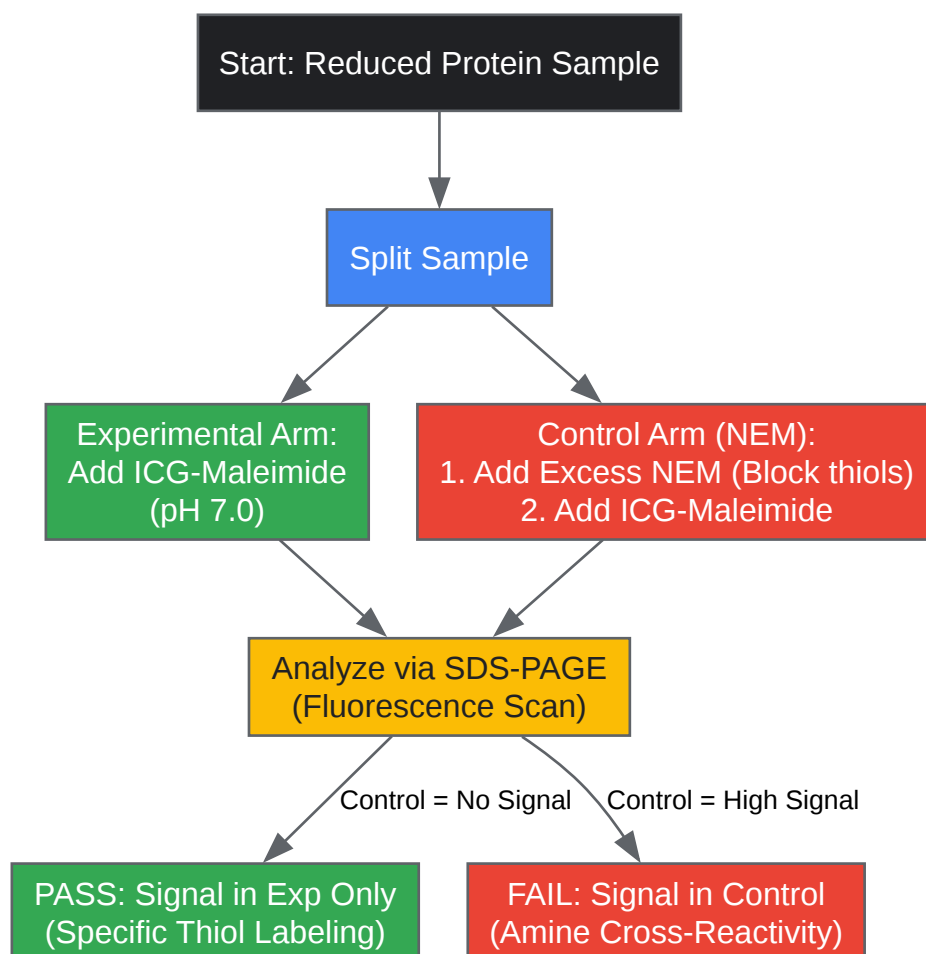 Start: Reduced Protein Sample
Split Sample
Experimental Arm:
Add ICG-Maleimide
(pH 7.0)
Control Arm (NEM):
1. Add Excess NEM (Block thiols)
2. Add ICG-Maleimide
Analyze via SDS-PAGE
(Fluorescence Scan)
Control = No Signal
Control = High Signal
PASS: Signal in Exp Only
(Specific Thiol Labeling)
FAIL: Signal in Control
(Amine Cross-Reactivity)